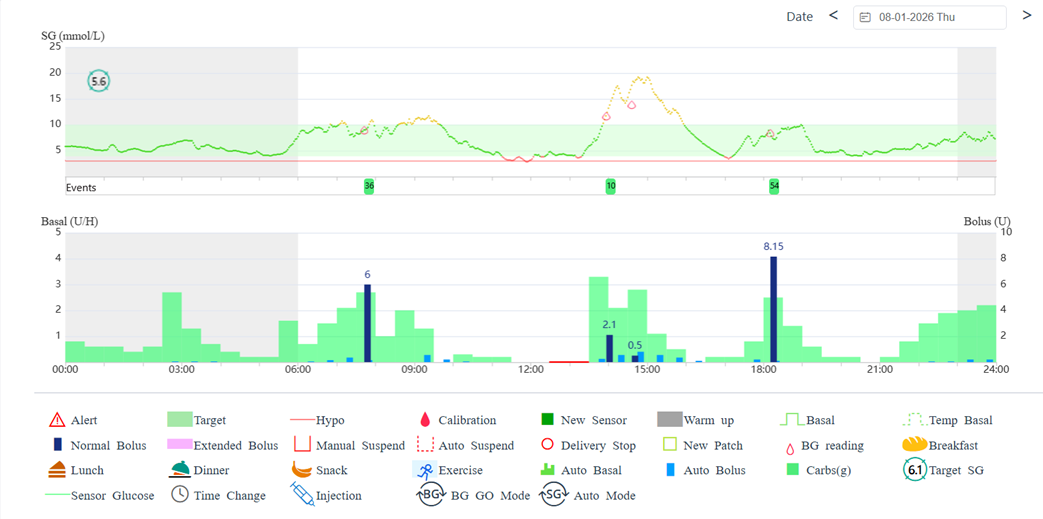 Date < 08-01-2026 Thu >
SG (mmol/L)
25
20
15
10
5
5.6
Events
36
10
54
Basal (U/H)
Bolus (U)
5
4
3
2
1
10
8
6
4
2
6
2.1
0.5
8.15
00:00 03:00 06:00 09:00 12:00 15:00 18:00 21:00 24:00
Alert Target Hypo Calibration New Sensor Warm up Basal Temp Basal
Normal Bolus Extended Bolus Manual Suspend Auto Suspend Delivery Stop New Patch BG reading Breakfast
Lunch Dinner Snack Exercise Auto Basal Auto Bolus Carbs(g) 6.1 Target SG
Sensor Glucose Time Change Injection BG BG GO Mode SG Auto Mode